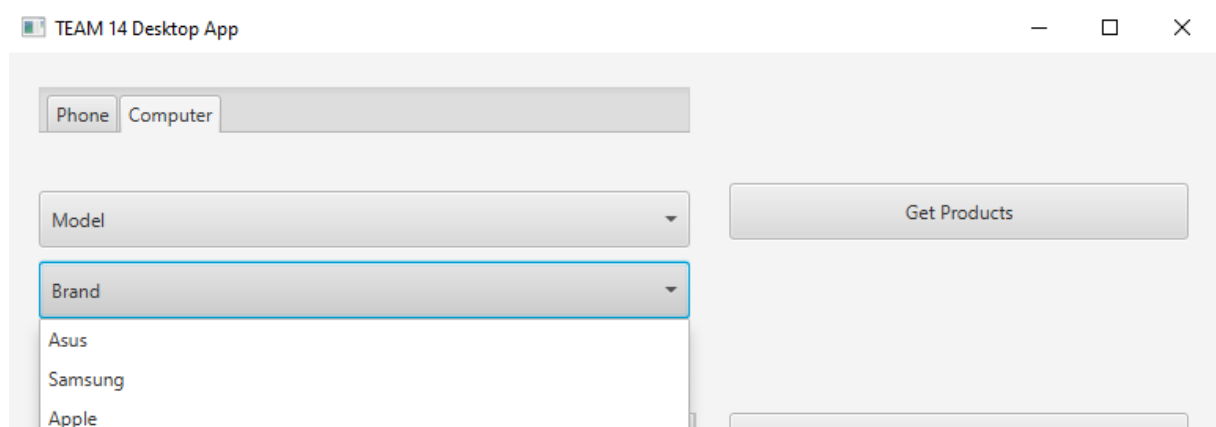 TEAM 14 Desktop App
Phone Computer
Model
Get Products
Brand
Asus
Samsung
Apple